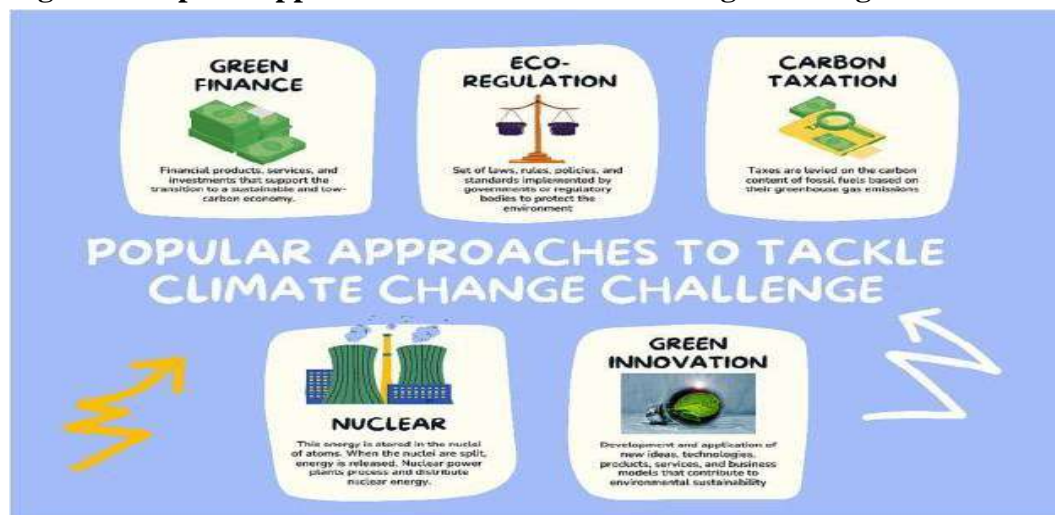 GREEN
FINANCE
Financial products, services, and
investments that support the
transition to a sustainable and low-
carbon economy.
ECO-
REGULATION
Set of laws, rules, policies, and
standards implemented by
governments or regulatory
bodies to protect the
environment
CARBON
TAXATION
Taxes are levied on the carbon
content of fossil fuels based on
their greenhouse gas emissions
POPULAR APPROACHES TO TACKLE
CLIMATE CHANGE CHALLENGE
NUCLEAR
This energy is stored in the nuclei
of atoms. When the nuclei are split,
energy is released. Nuclear power
plants process and distribute
nuclear energy.
GREEN
INNOVATION
Development and application of
new ideas, technologies,
products, services, and business
models that contribute to
environmental sustainability